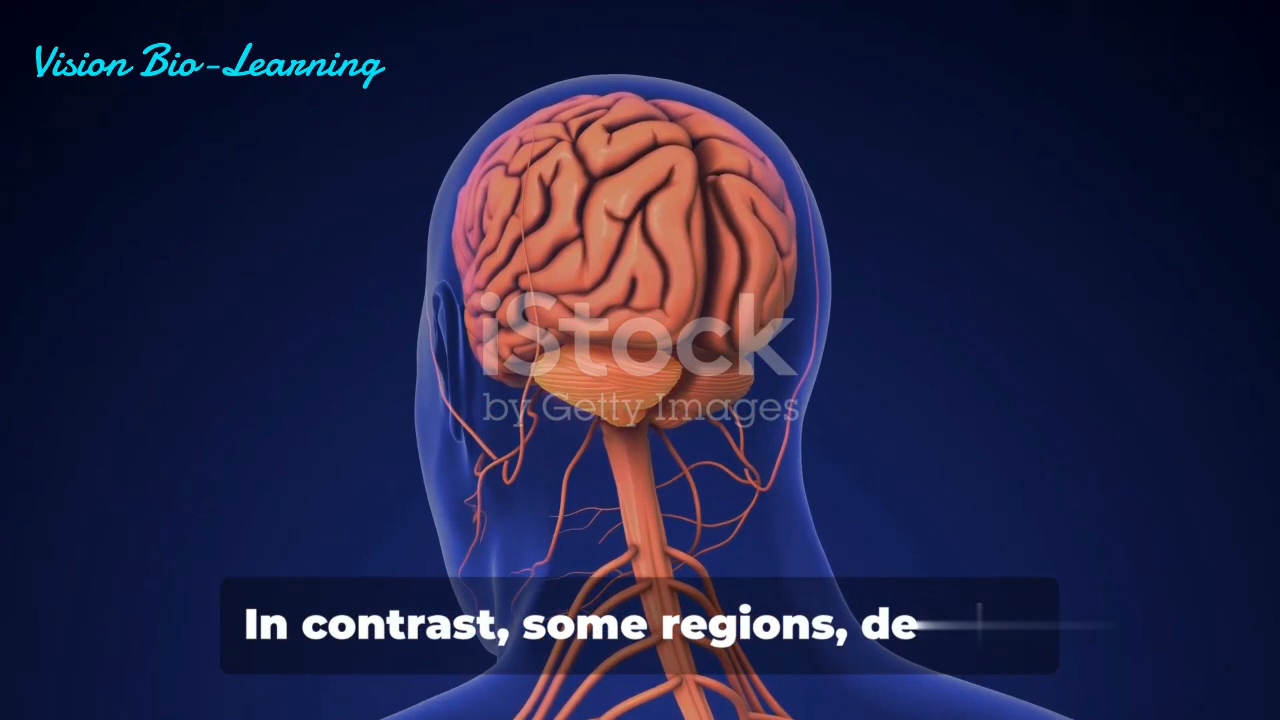 Vision Bio-Learning
iStock
by Getty Images
In contrast, some regions, de